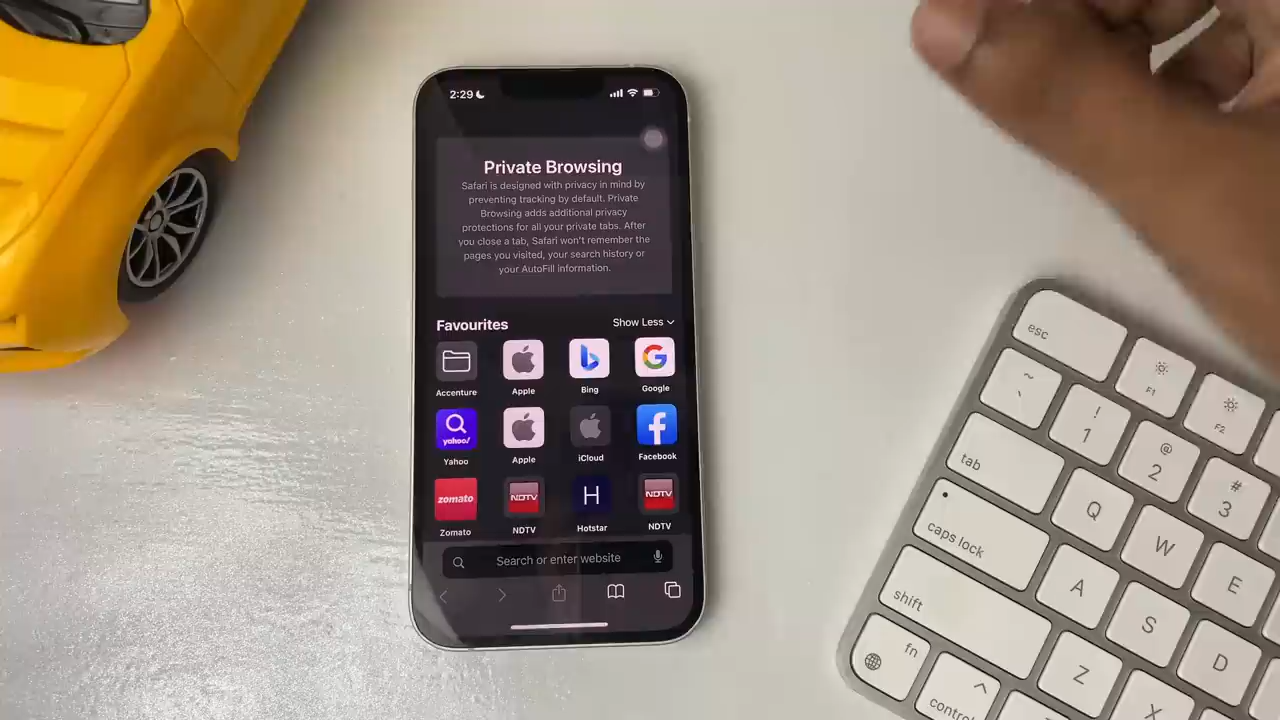 2:29
Private Browsing
Safari is designed with privacy in mind by
preventing tracking by default. Private
Browsing adds additional privacy
protections for all your private tabs. After
you close a tab, Safari won't remember the
pages you visited, your search history or
your AutoFill information.
Favourites
Show Less
Accenture
Apple
Bing
Google
yahoo!
Yahoo
Apple
iCloud
Facebook
zomato
Zomato
NDTV
NDTV
H
Hotstar
NDTV
NDTV
Search or enter website
esc
F1
F2
~
`
!
1
@
2
#
3
tab
Q
W
E
caps lock
A
S
D
shift
Z
X
fn
control